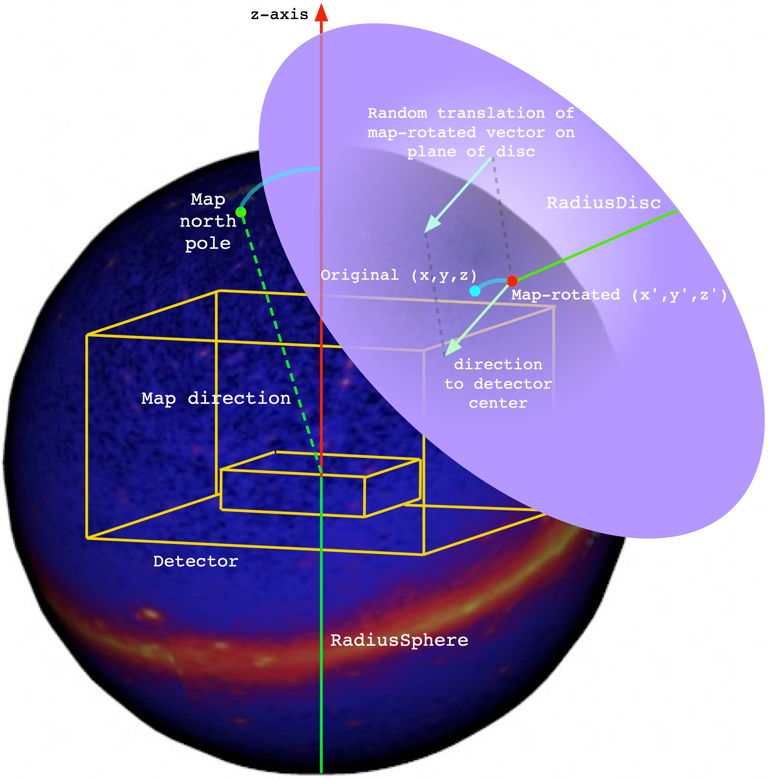 z-axis
Random translation of
map-rotated vector on
plane of disc
Map
north
pole
RadiusDisc
Original (x,y,z)
Map-rotated (x',y',z')
direction
to detector
center
Map direction
Detector
RadiusSphere